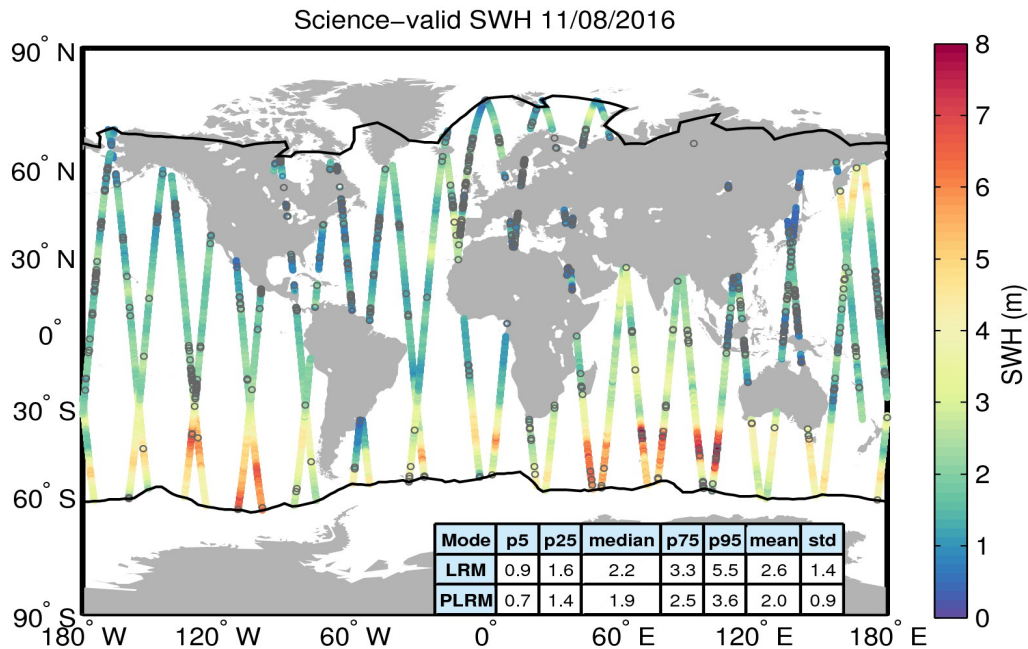 Science−valid SWH 11/08/2016
90° N
60° N
30° N
0°
30° S
60° S
90° S
180° W
120° W
60° W
0°
60° E
120° E
180° E
8
7
6
5
4
3
2
1
0
SWH (m)
Mode p5 p25 median p75 p95 mean std
LRM 0.9 1.6 2.2 3.3 5.5 2.6 1.4
PLRM 0.7 1.4 1.9 2.5 3.6 2.0 0.9